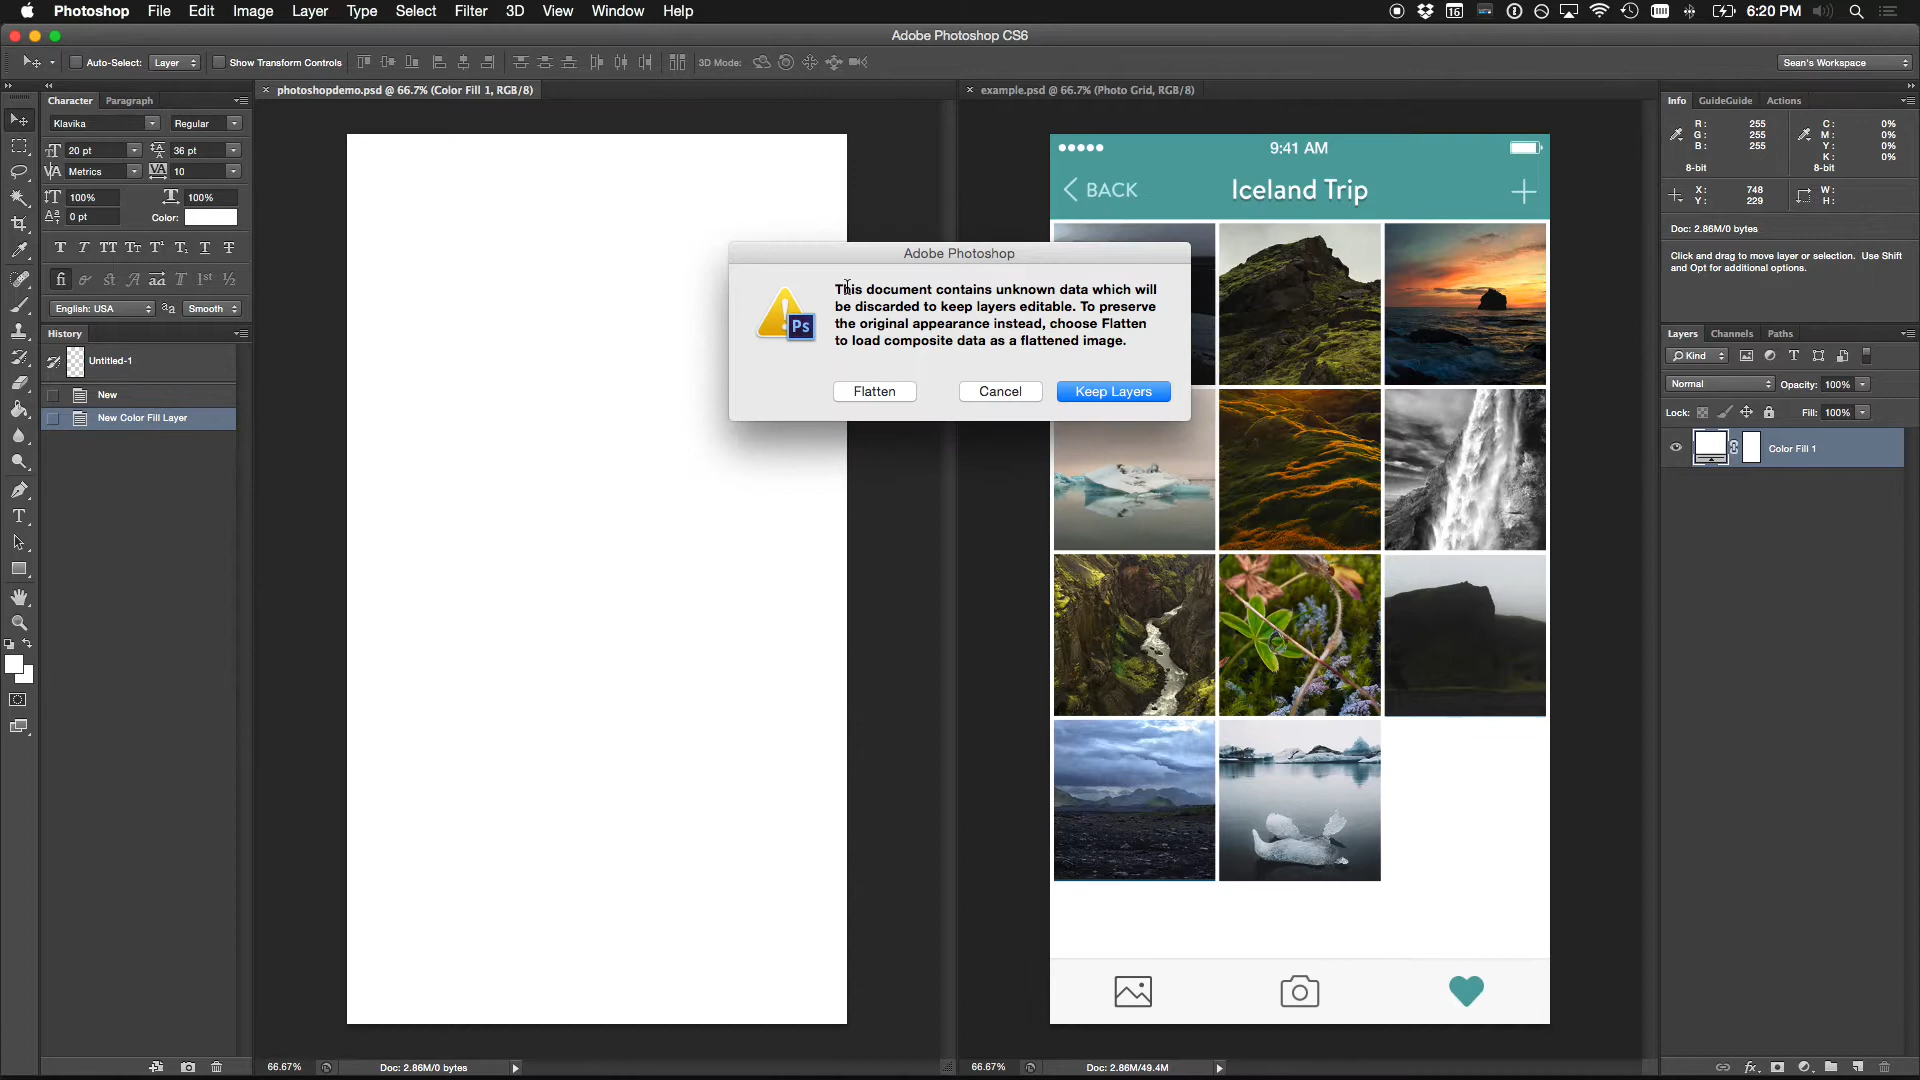 Photoshop File Edit Image Layer Type Select Filter 3D View Window Help 16 6:20 PM
Adobe Photoshop CS6
Auto-Select: Layer Show Transform Controls 3D Mode: Sean's Workspace
Character Paragraph
photoshopdemo.psd @ 66.7% (Color Fill 1, RGB/8)
example.psd @ 66.7% (Photo Grid, RGB/8)
Info GuideGuide Actions
Klavika Regular
20 pt 36 pt
Metrics 10
100% 100%
0 pt Color:
English: USA Smooth
History
Untitled-1
New
New Color Fill Layer
Adobe Photoshop
This document contains unknown data which will
be discarded to keep layers editable. To preserve
the original appearance instead, choose Flatten
to load composite data as a flattened image.
Flatten Cancel Keep Layers
9:41 AM
BACK Iceland Trip
R: 255 C: 0%
G: 255 M: 0%
B: 255 Y: 0%
K: 0%
8-bit 8-bit
X: 748 W:
Y: 229 H:
Doc: 2.86M/0 bytes
Click and drag to move layer or selection. Use Shift
and Opt for additional options.
Layers Channels Paths
Kind
Normal Opacity: 100%
Lock: Fill: 100%
Color Fill 1
66.67% Doc: 2.86M/0 bytes
66.67% Doc: 2.86M/49.4M